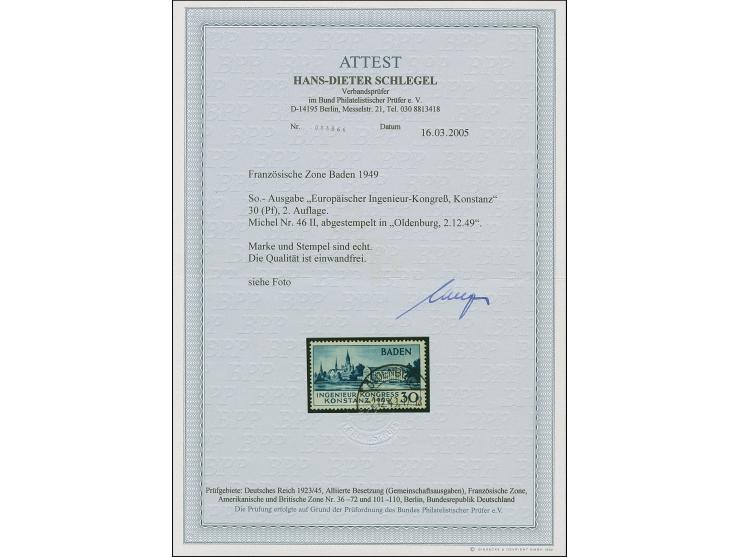 ATTEST
HANS-DIETER SCHLEGEL
Verbandsprüfer
im Bund Philatelistischer Prüfer e. V.
D-14195 Berlin, Messelstr. 21, Tel. 030 8813418
Nr. Datum 16.03.2005
Französische Zone Baden 1949
So.- Ausgabe „Europäischer Ingenieur-Kongreß, Konstanz“
30 (Pf), 2. Auflage.
Michel Nr. 46 II, abgestempelt in „Oldenburg, 2.12.49“.
Marke und Stempel sind echt.
Die Qualität ist einwandfrei.
siehe Foto
BADEN
INGENIEUR-KONGRESS
KONSTANZ 1949 30
Prüfgebiete: Deutsches Reich 1923/45, Alliierte Besetzung (Gemeinschaftsausgaben), Französische Zone,
Amerikanische und Britische Zone Nr. 36 –72 und 101 -110, Berlin, Bundesrepublik Deutschland
Die Prüfung erfolgte auf Grund der Prüfordnung des Bundes Philatelistischer Prüfer e.V.